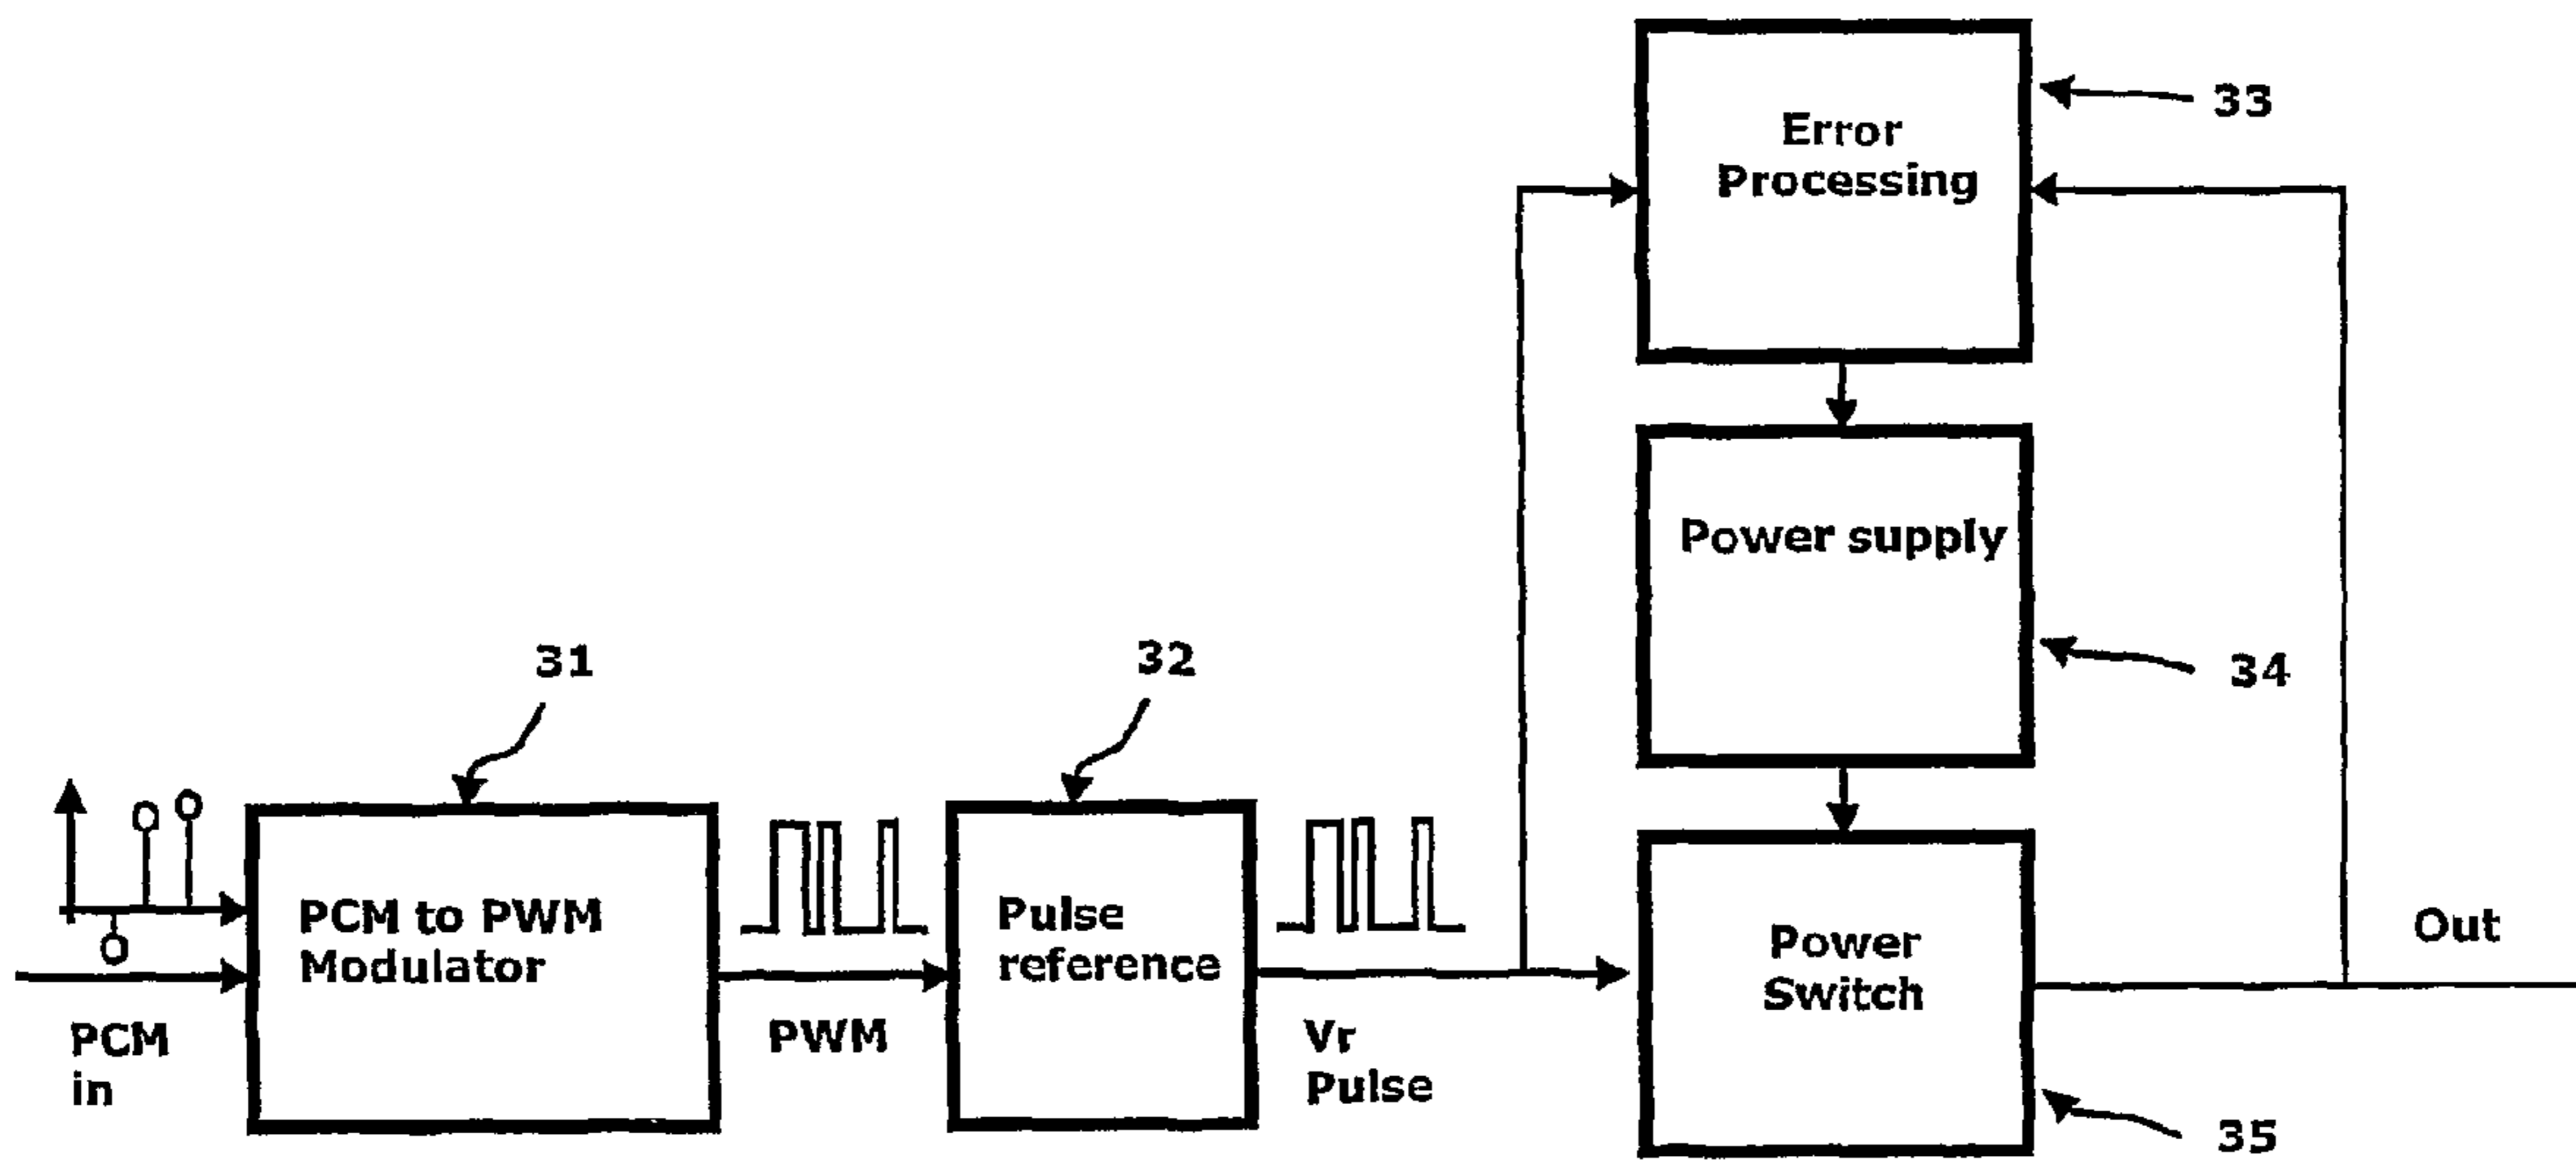 33
Error
Processing
Power supply
34
31
32
PCM to PWM
Modulator
Pulse
reference
Power
Switch
Out
PCM
in
PWM
Vr
Pulse
35